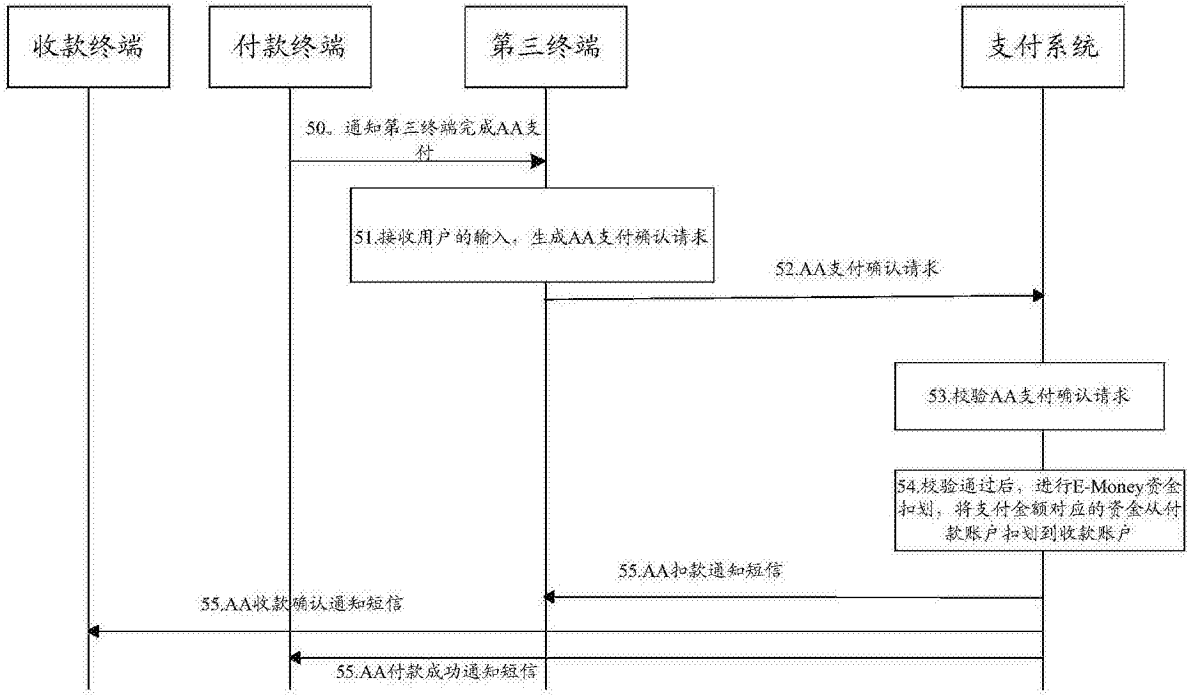 收款终端
付款终端
第三终端
支付系统
50。通知第三终端完成AA支
付
51.接收用户的输入，生成AA支付确认请求
52.AA支付确认请求
53.校验AA支付确认请求
54.校验通过后，进行E-Money资金
扣划，将支付金额对应的资金从付
款账户扣划到收款账户
55.AA扣款通知短信
55.AA收款确认通知短信
55.AA付款成功通知短信